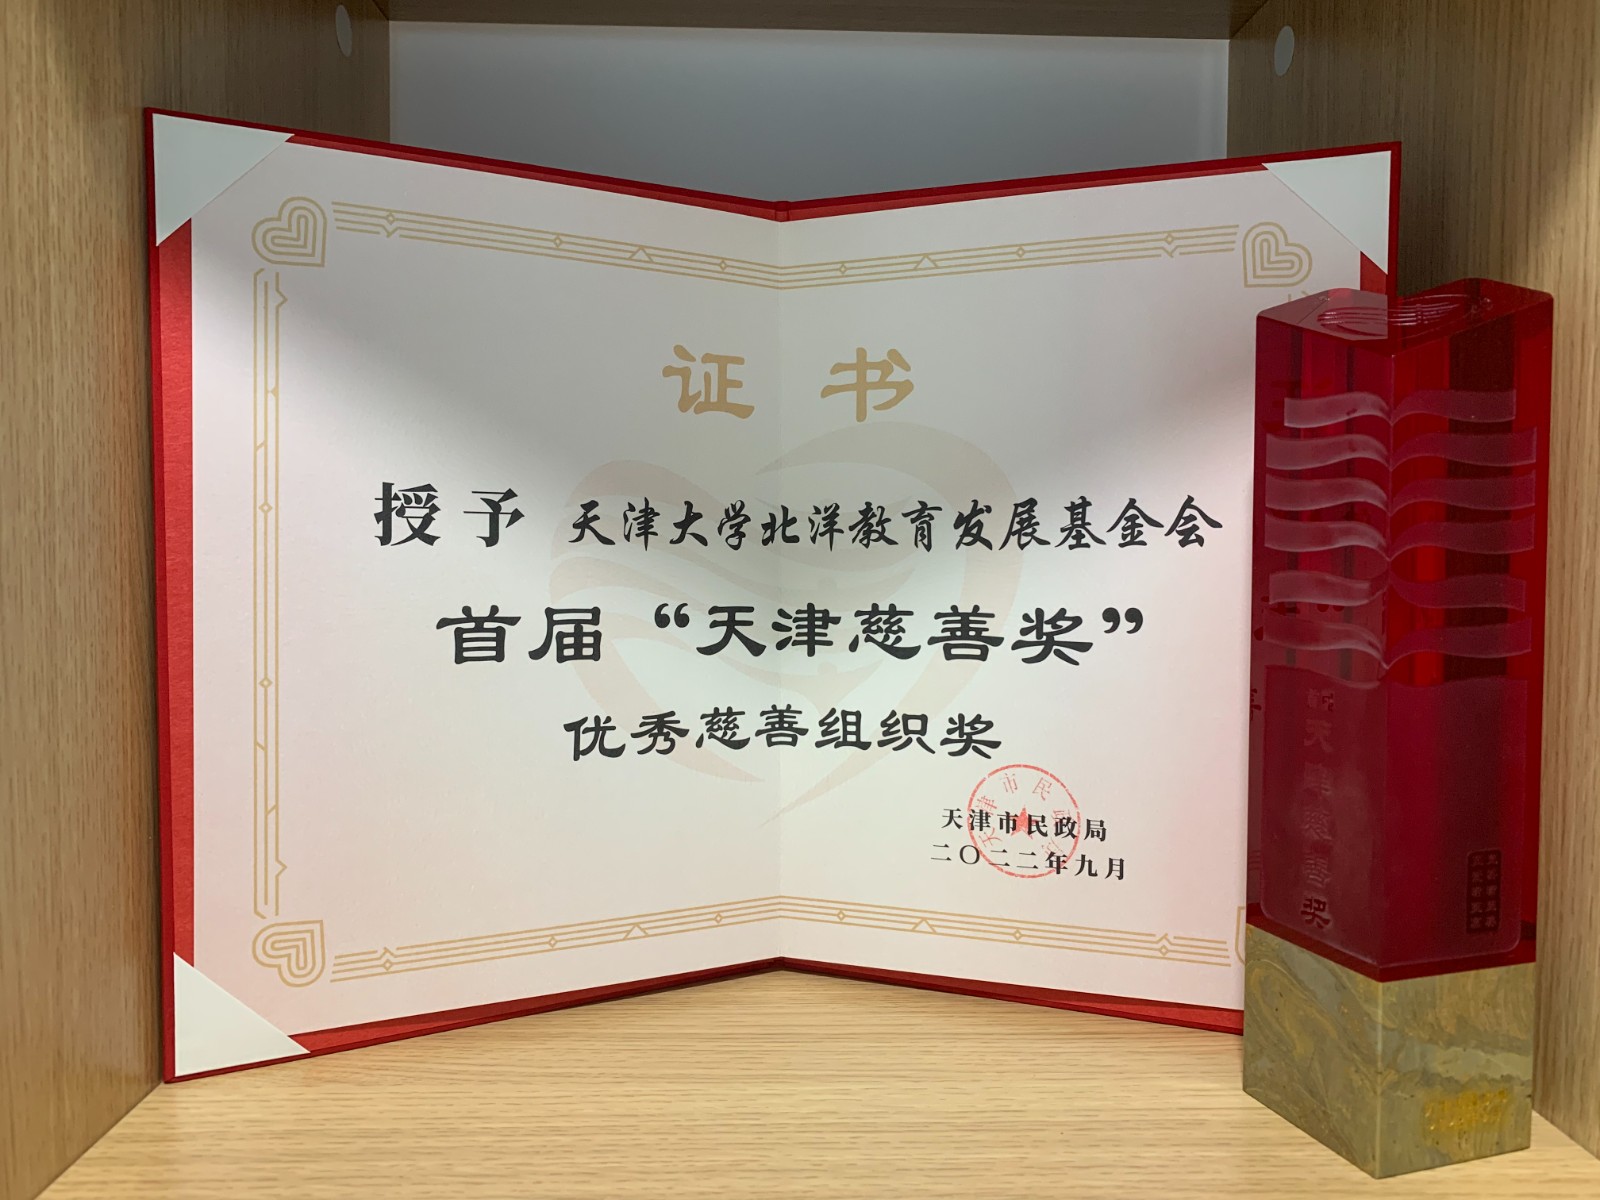 证书
授予 天津大学北洋教育发展基金会
首届“天津慈善奖”
优秀慈善组织奖
天津市民政局
二〇二二年九月
天津慈善奖